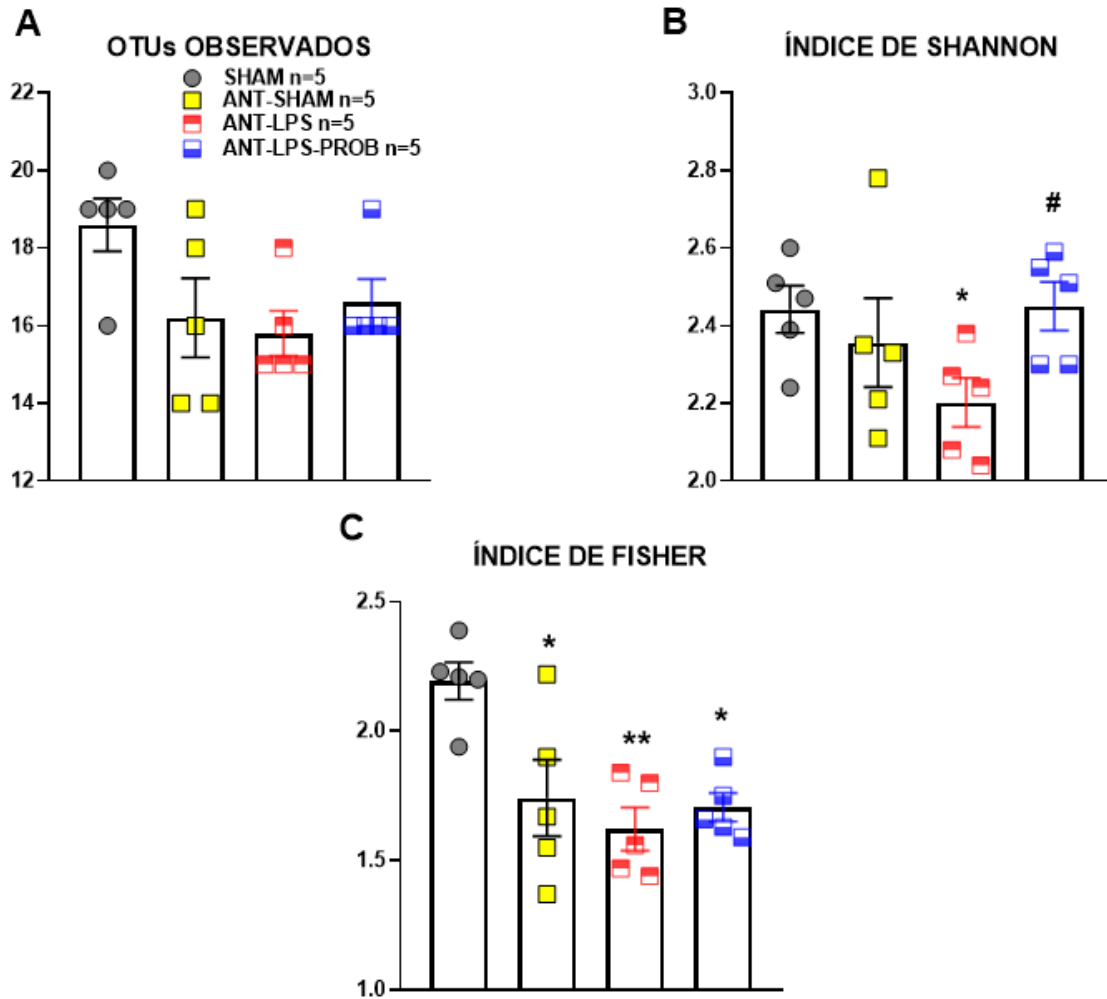 A
OTUs OBSERVADOS
SHAM n=5
ANT-SHAM n=5
ANT-LPS n=5
ANT-LPS-PROB n=5
22
20
18
16
14
12
B
ÍNDICE DE SHANNON
3.0
2.8
2.6
2.4
2.2
2.0
*
#
C
ÍNDICE DE FISHER
2.5
2.0
1.5
1.0
*
**
*